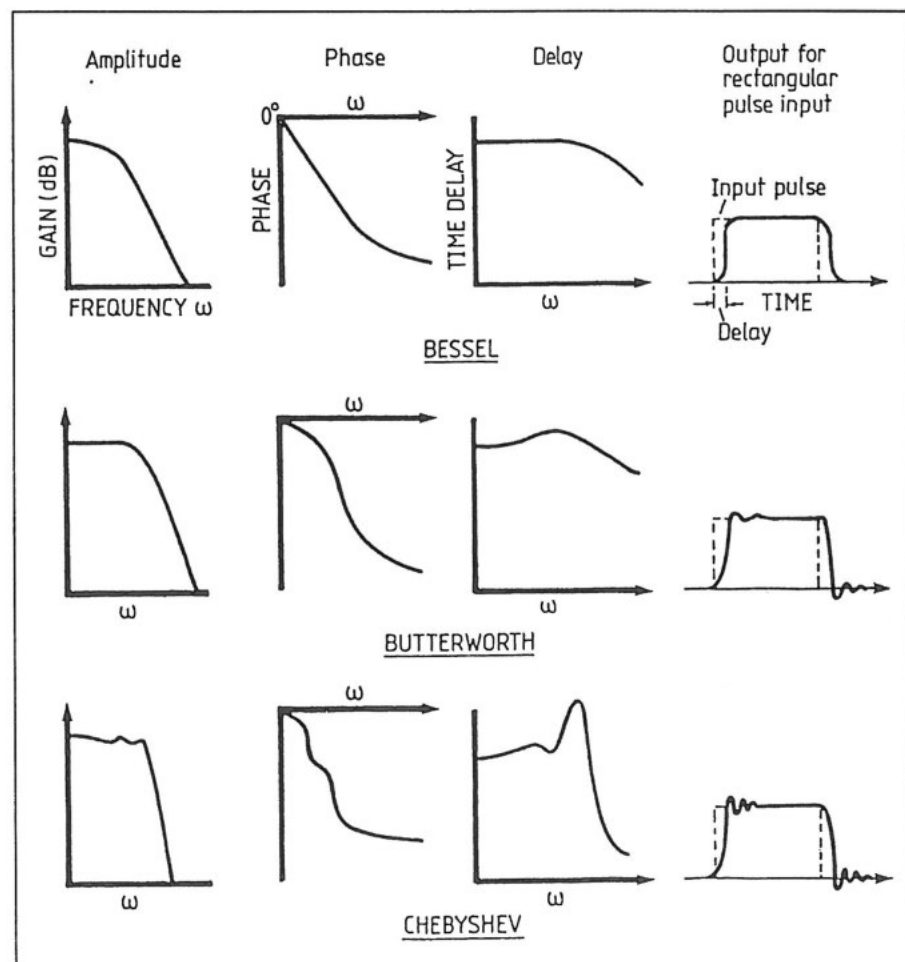 Amplitude
Phase
Delay
Output for
rectangular
pulse input
GAIN (dB)
FREQUENCY ω
0°
ω
PHASE
TIME DELAY
ω
Input pulse
TIME
Delay
BESSEL
ω
ω
ω
BUTTERWORTH
ω
ω
ω
CHEBYSHEV